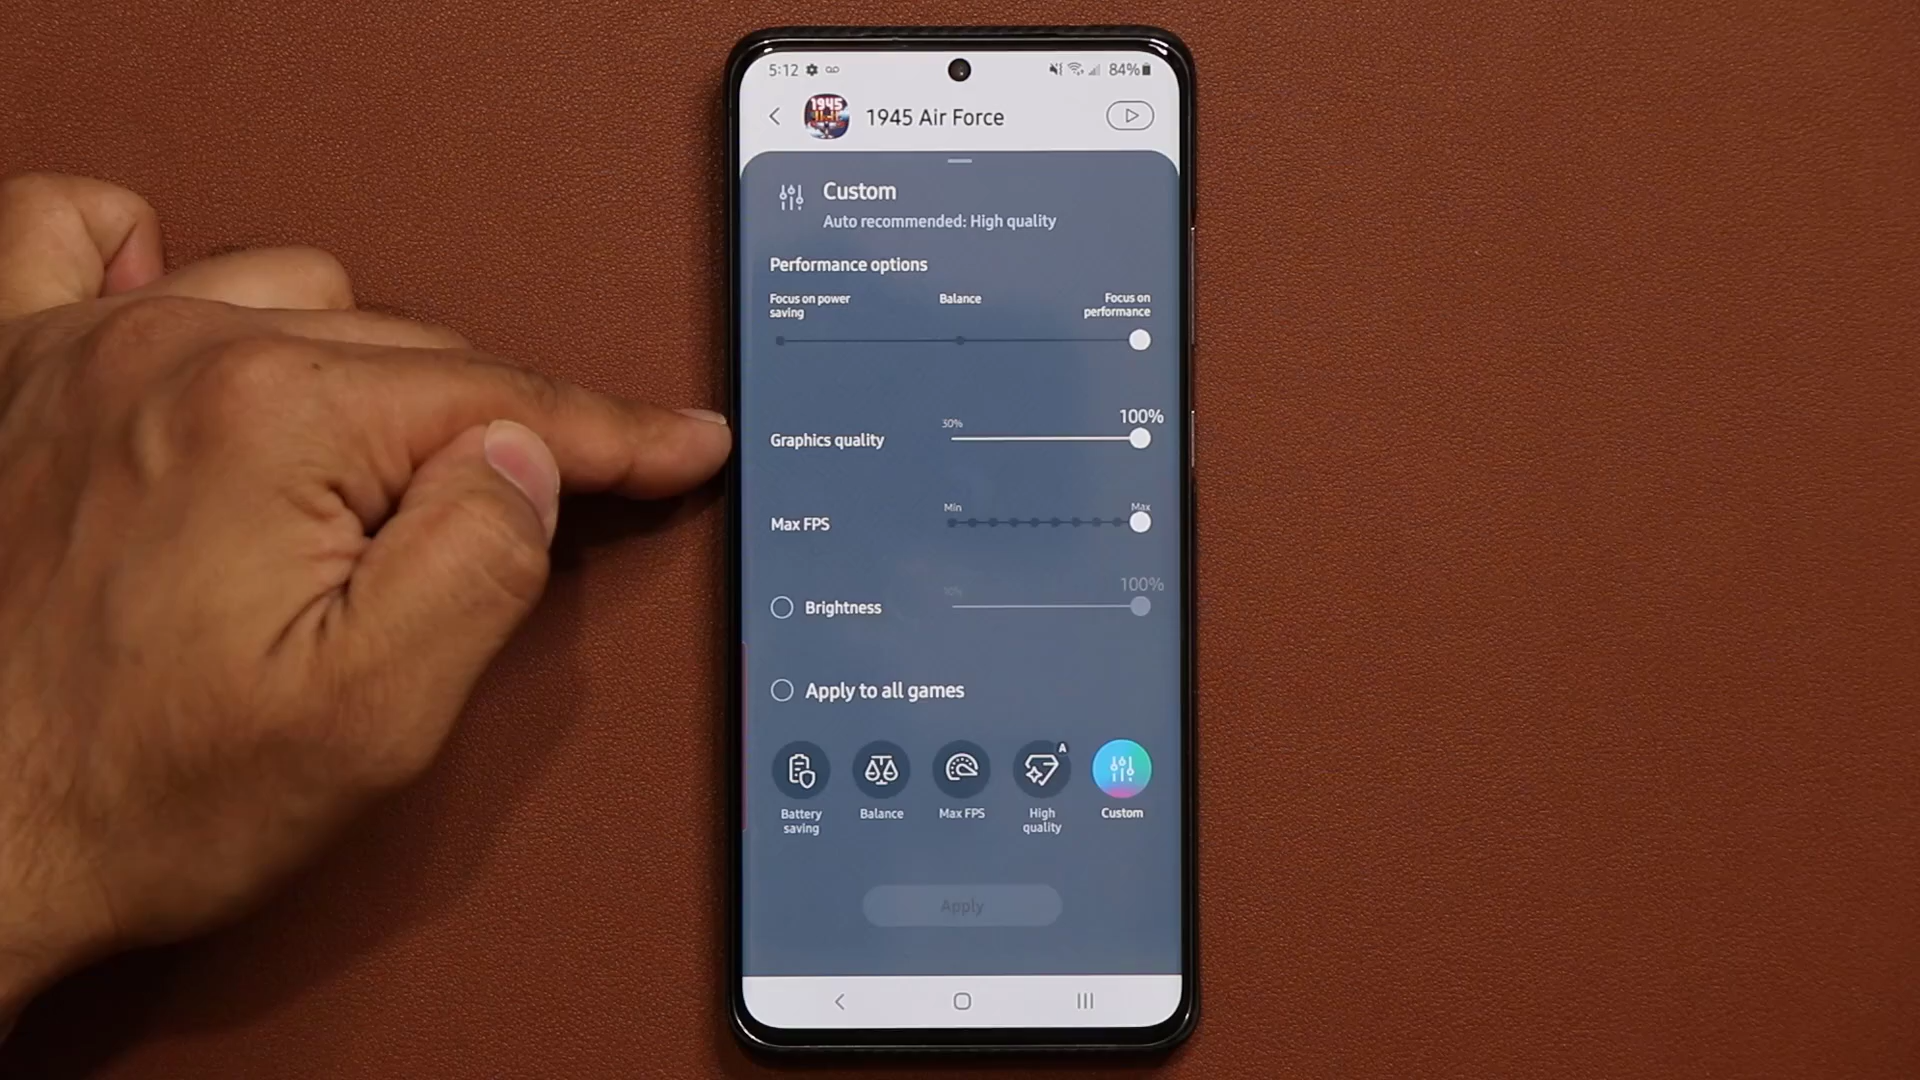 5:12
84%
1945
1945 Air Force
Custom
Auto recommended: High quality
Performance options
Focus on power
saving
Balance
Focus on
performance
30%
100%
Graphics quality
Min
Max
Max FPS
100%
Brightness
Apply to all games
A
Battery
saving
Balance
Max FPS
High
quality
Custom
Apply